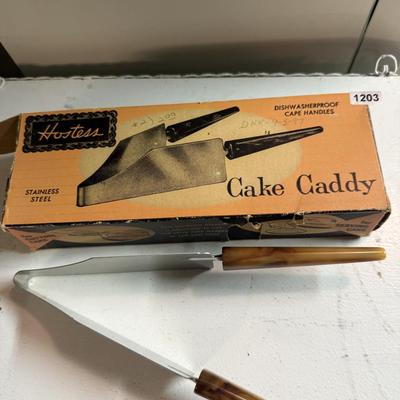 1203
DISHWASHERPROOF
CAPE HANDLES
Hostess
STAINLESS
STEEL
Cake Caddy